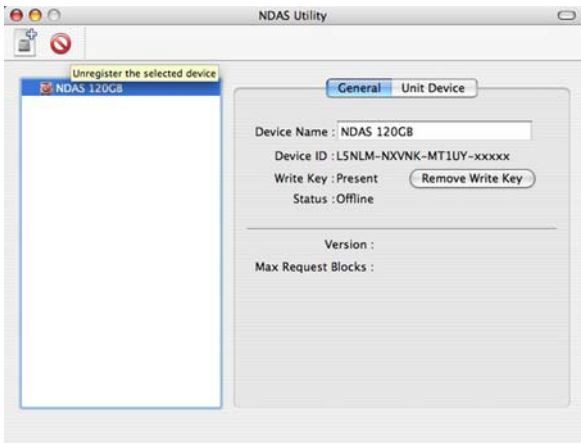 NDAS Utility
Unregister the selected device
NDAS 120GB
General Unit Device
Device Name : NDAS 120GB
Device ID :L5NLM-NXVNK-MT1UY-xxxxx
Write Key :Present Remove Write Key
Status :Offline
Version :
Max Request Blocks :